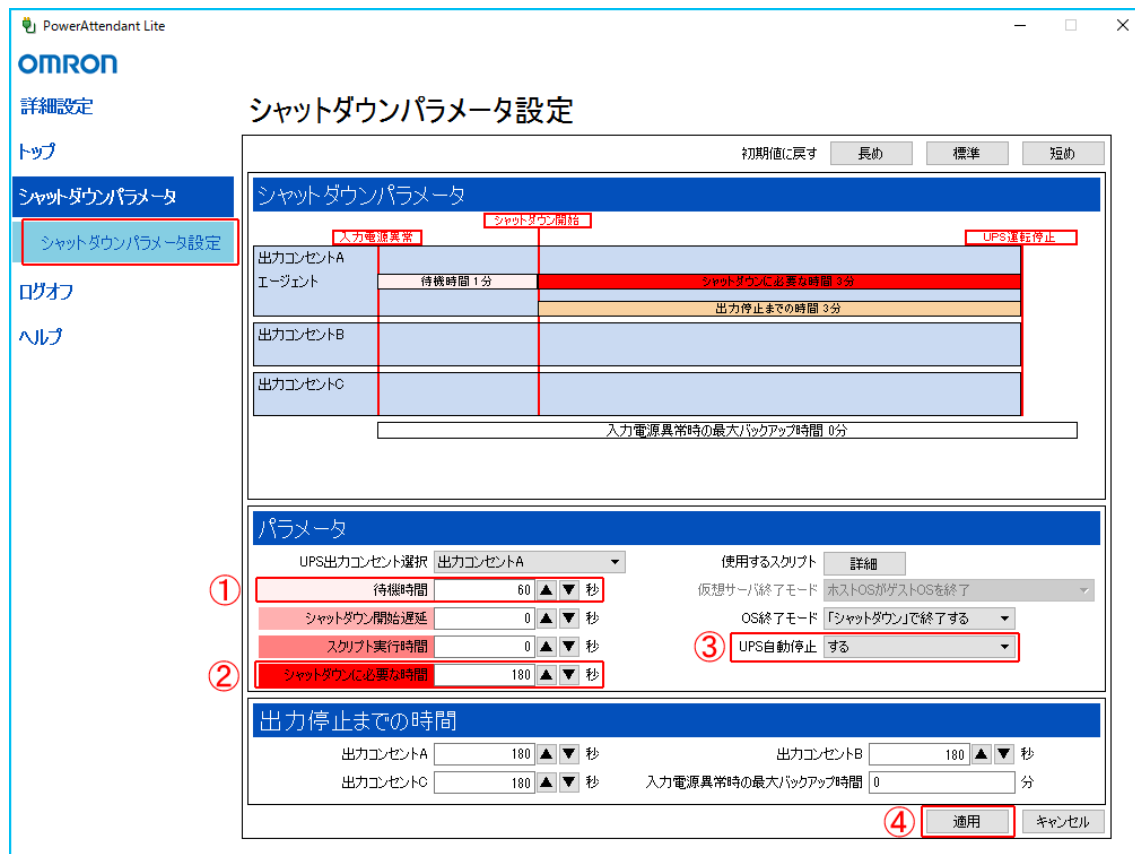 PowerAttendant Lite
OMRON
詳細設定
トップ
シャットダウンパラメータ
シャットダウンパラメータ設定
ログオフ
ヘルプ
シャットダウンパラメータ設定
初期値に戻す 長め 標準 短め
シャットダウンパラメータ
シャットダウン開始
入力電源異常 UPS運転停止
出力コンセントA
エージェント 待機時間 1分 シャットダウンに必要な時間 3分
出力停止までの時間 3分
出力コンセントB
出力コンセントC
入力電源異常時の最大バックアップ時間 0分
パラメータ
UPS出力コンセント選択 出力コンセントA 使用するスクリプト 詳細
① 待機時間 60 秒 仮想サーバ終了モード ホストOSがゲストOSを終了
シャットダウン開始遅延 0 秒 OS終了モード 「シャットダウン」で終了する
スクリプト実行時間 0 秒 ③ UPS自動停止 する
② シャットダウンに必要な時間 180 秒
出力停止までの時間
出力コンセントA 180 秒 出力コンセントB 180 秒
出力コンセントC 180 秒 入力電源異常時の最大バックアップ時間 0 分
④ 適用 キャンセル